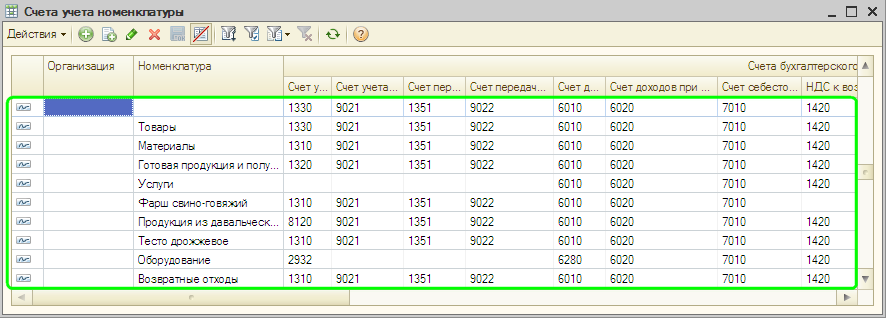 Счета учета номенклатуры
Действия
Организация Номенклатура Счета бухгалтерского
Счет у... Счет учета... Счет пер... Счет передач... Счет д... Счет доходов при ... Счет себесто... НДС к воз
1330 9021 1351 9022 6010 6020 7010 1420
Товары 1330 9021 1351 9022 6010 6020 7010 1420
Материалы 1310 9021 1351 9022 6010 6020 7010 1420
Готовая продукция и полу... 1320 9021 1351 9022 6010 6020 7010 1420
Услуги 6010 6020 7010 1420
Фарш свино-говяжий 1310 9021 1351 9022 6010 6020 7010
Продукция из давальческ... 8120 9021 1351 9022 6010 6020 7010 1420
Тесто дрожжевое 1310 9021 1351 9022 6010 6020 7010 1420
Оборудование 2932 6280 6020 7010 1420
Возвратные отходы 1310 9021 1351 9022 6010 6020 7010 1420